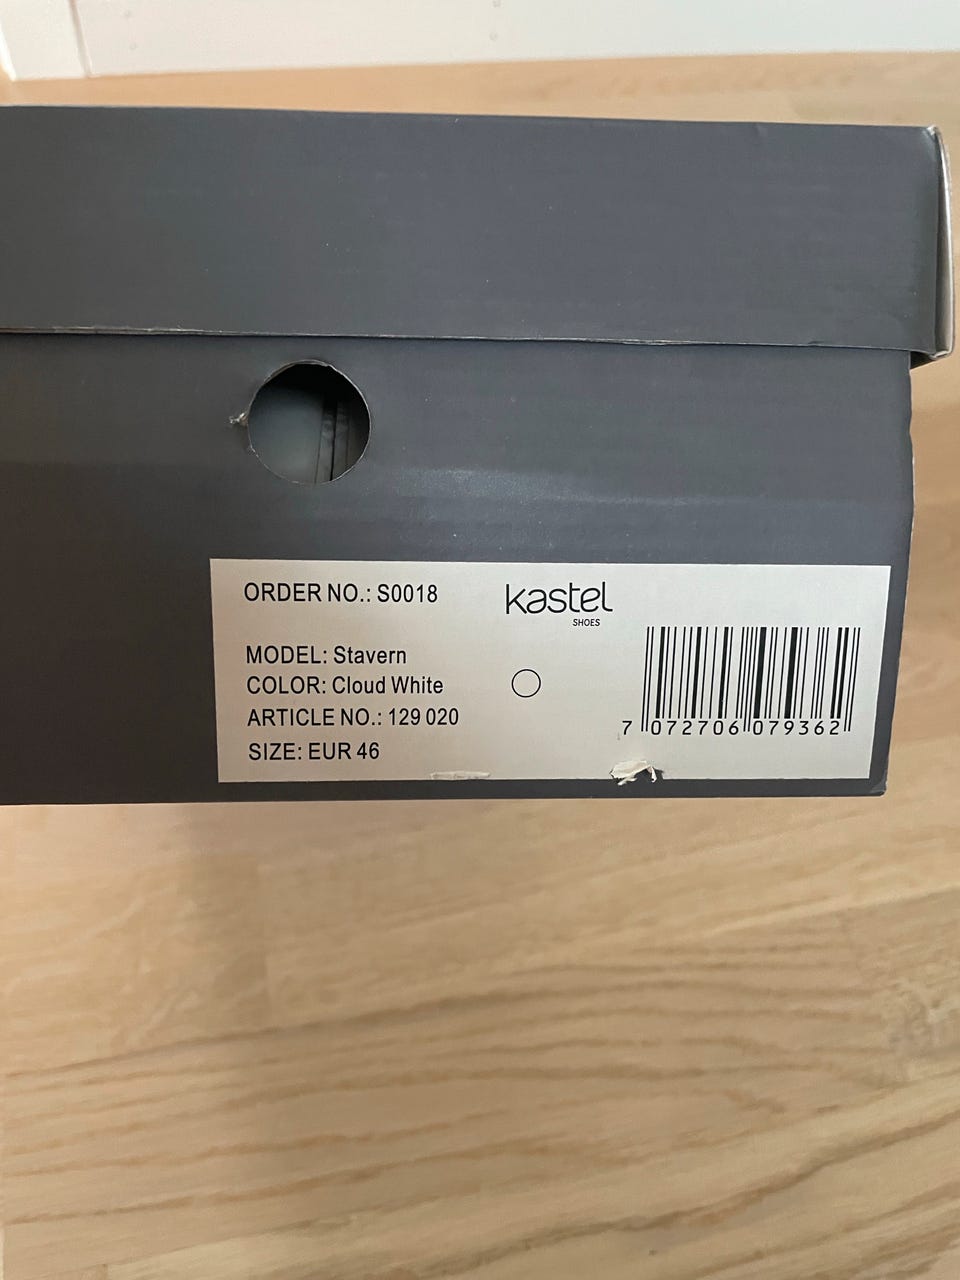 ORDER NO.: S0018
kastel
SHOES
MODEL: Stavern
COLOR: Cloud White
ARTICLE NO.: 129 020
SIZE: EUR 46
7 072706 079362